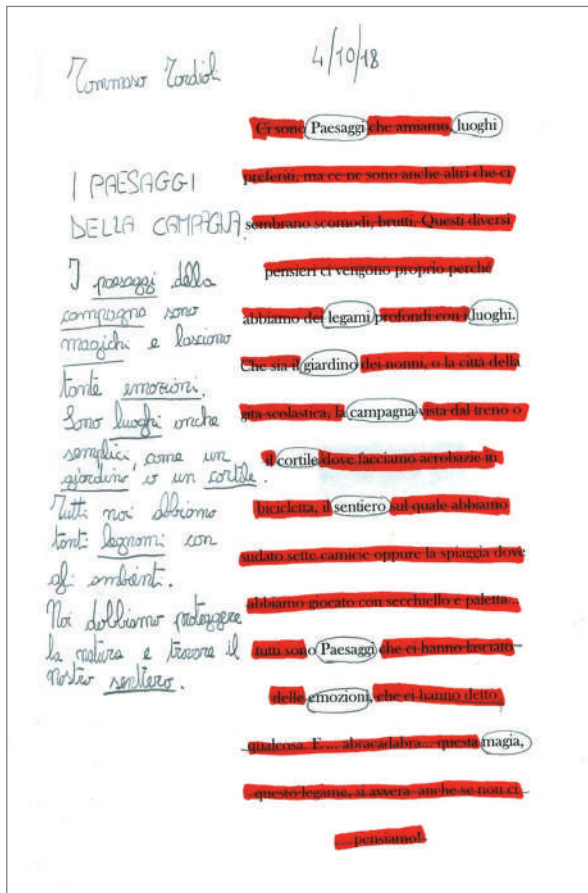 Tommaso Tordioli
4/10/18
I PAESAGGI
DELLA CAMPAGNA.
I paesaggi della
campagna sono
magichi e lasciono
tante emozioni.
Sono luoghi anche
semplici, come un
giardino o un cortile.
Tutti noi abbiamo
tanti legnami con
gli ambienti.
Noi dobbiamo proteggere
la natura e trovare il
nostro sentiero.
Ci sono Paesaggi che amiamo, luoghi
preferiti, ma ce ne sono anche altri che ci
sembrano scomodi, brutti. Questi diversi
pensieri ci vengono proprio perché
abbiamo dei legami profondi con i luoghi.
Che sia il giardino dei nonni, o la città della
gita scolastica, la campagna vista dal treno o
il cortile dove facciamo aerobazie in
bicicletta, il sentiero sul quale abbiamo
sudato sette camicie oppure la spiaggia dove
abbiamo giocato con secchiello e paletta...
tutti sono Paesaggi che ci hanno lasciato
delle emozioni, che ci hanno detto
qualcosa. E ... abracadabra... questa magia,
questo legame, si avvera anche se non ci
pensiamo!